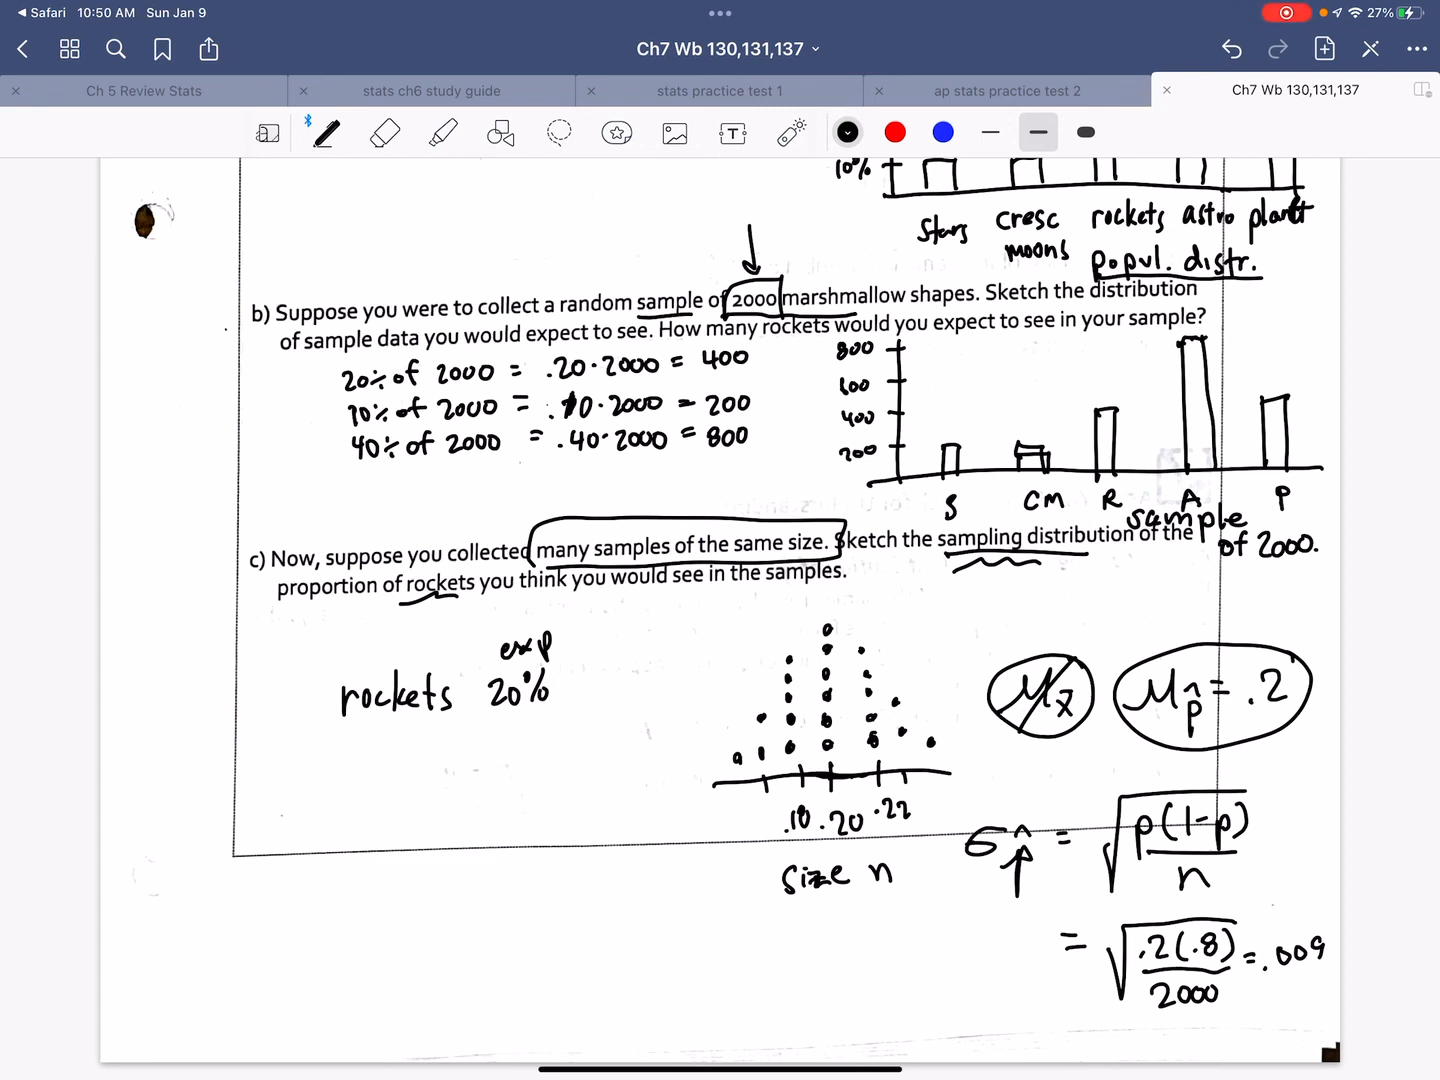 Safari 10:50 AM Sun Jan 9
27%
Ch7 Wb 130,131,137
Ch 5 Review Stats
stats ch6 study guide
stats practice test 1
ap stats practice test 2
Ch7 Wb 130,131,137
10%
Stars cresc moons rockets astro planet
popul. distr.
b) Suppose you were to collect a random sample of 2000 marshmallow shapes. Sketch the distribution
of sample data you would expect to see. How many rockets would you expect to see in your sample?
20% of 2000 = .20·2000 = 400
10% of 2000 = .10·2000 = 200
40% of 2000 = .40·2000 = 800
800
600
400
200
S CM R A P
sample
of 2000.
c) Now, suppose you collected many samples of the same size. Sketch the sampling distribution of the
proportion of rockets you think you would see in the samples.
exp
rockets 20%
μx̄
μp̂ = .2
.18 .20 .22
size n
σp̂ = √p(1-p)/n
= √.2(.8)/2000 = .009